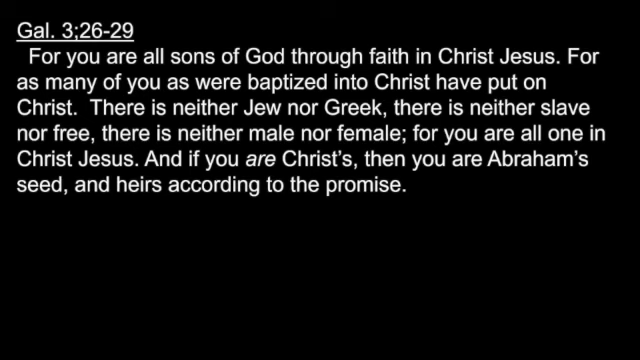 Gal. 3;26-29
For you are all sons of God through faith in Christ Jesus. For
as many of you as were baptized into Christ have put on
Christ.  There is neither Jew nor Greek, there is neither slave
nor free, there is neither male nor female; for you are all one in
Christ Jesus. And if you are Christ’s, then you are Abraham’s
seed, and heirs according to the promise.